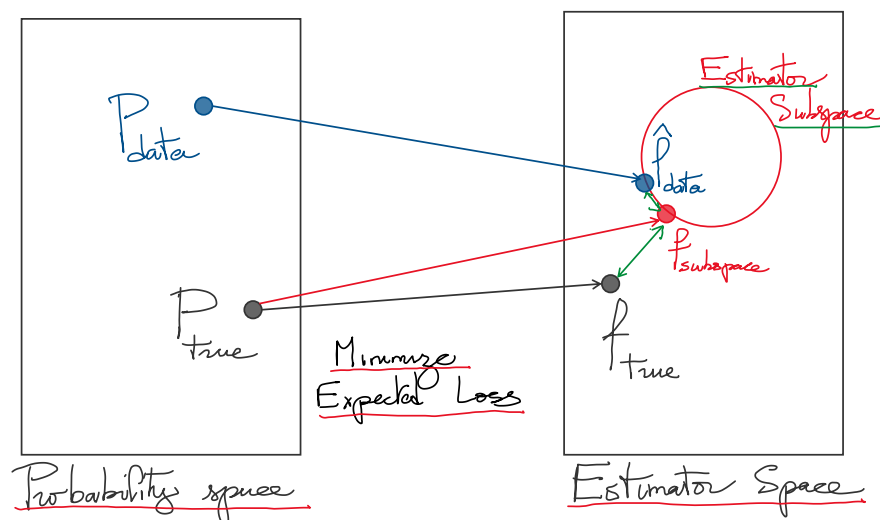 Estimator
Subspace
P data
f̂ data
f subspace
P true
f true
Minimize
Expected Loss
Probability space
Estimator Space